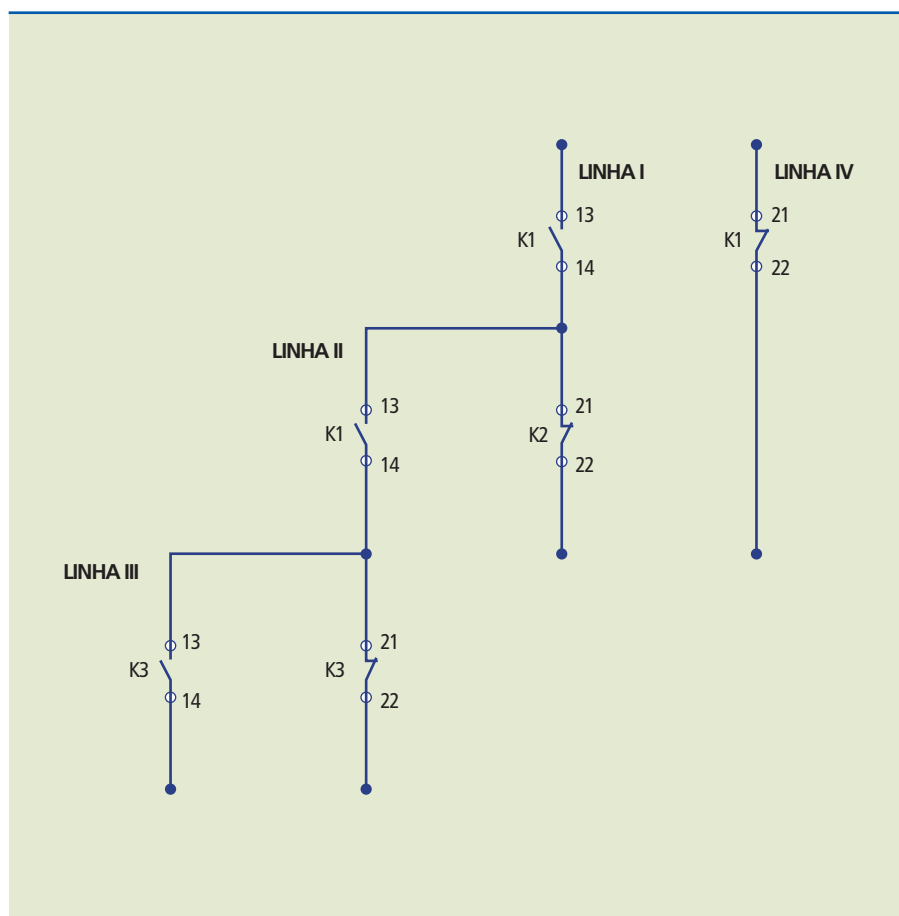 LINHA I
LINHA IV
13
21
K1
K1
14
22
LINHA II
13
21
K1
K2
14
22
LINHA III
13
21
K3
K3
14
22